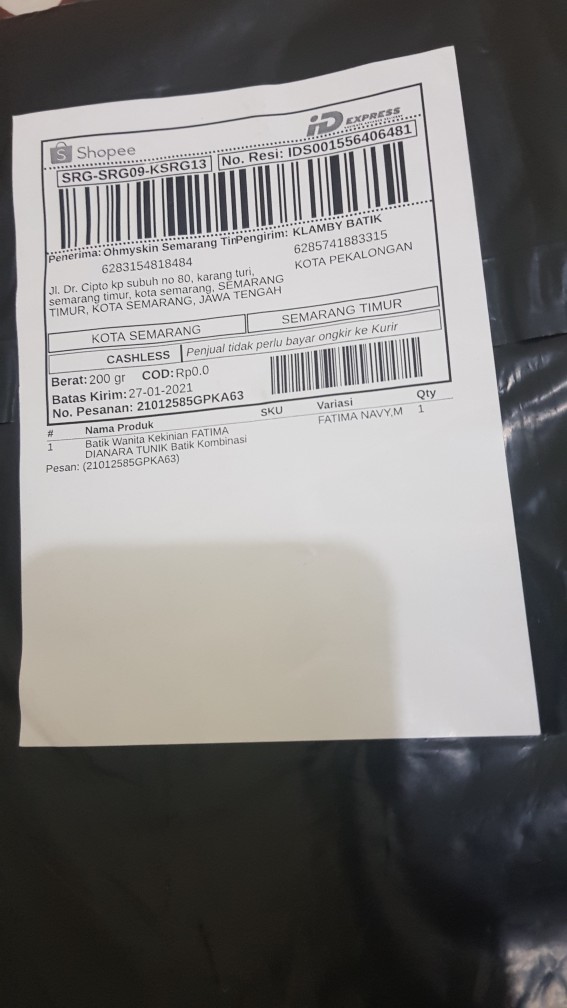 Shopee
iD EXPRESS
SRG-SRG09-KSRG13
No. Resi: IDS001556406481
Penerima: Ohmyskin Semarang Tim
6283154818484
Jl. Dr. Cipto kp subuh no 80, karang turi,
semarang timur, kota semarang, SEMARANG
TIMUR, KOTA SEMARANG, JAWA TENGAH
Pengirim: KLAMBY BATIK
6285741883315
KOTA PEKALONGAN
KOTA SEMARANG
SEMARANG TIMUR
CASHLESS
Penjual tidak perlu bayar ongkir ke Kurir
Berat: 200 gr COD: Rp0.0
Batas Kirim: 27-01-2021
No. Pesanan: 21012585GPKA63
# Nama Produk SKU Variasi Qty
1 Batik Wanita Kekinian FATIMA FATIMA NAVY,M 1
DIANARA TUNIK Batik Kombinasi
Pesan: (21012585GPKA63)